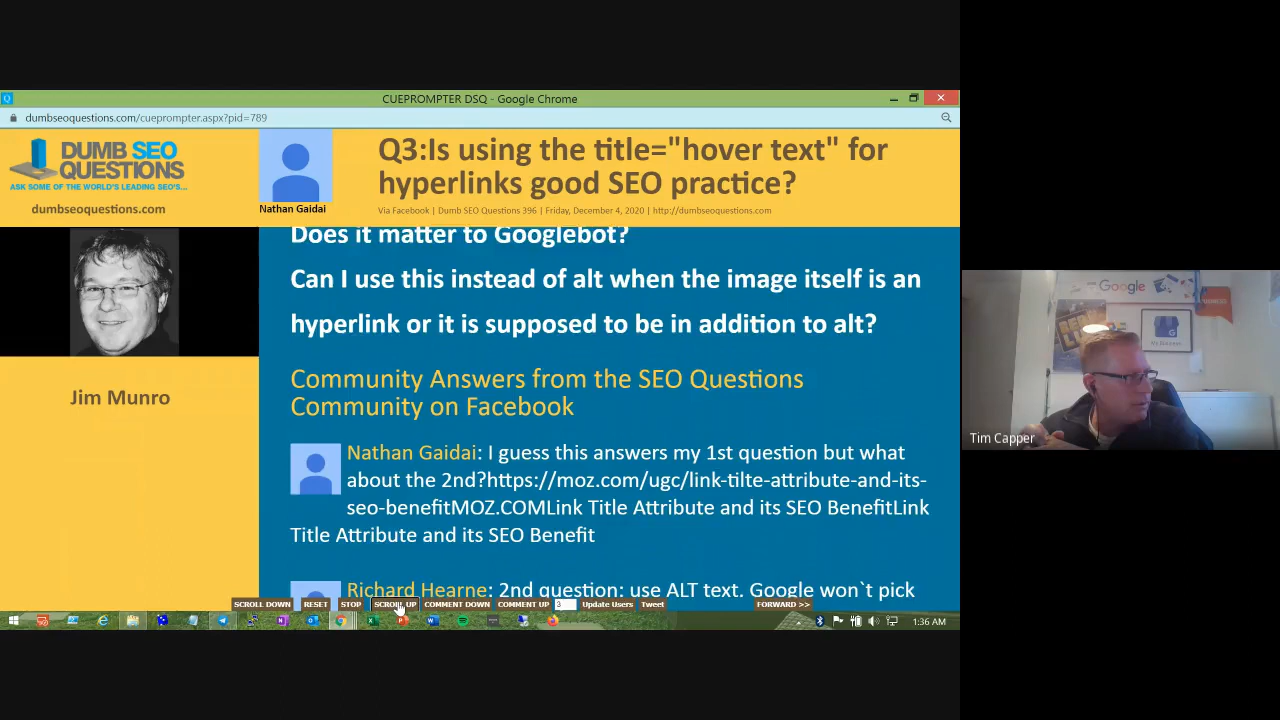 CUEPROMPTER DSQ - Google Chrome
dumbseoquestions.com/cueprompter.aspx?pid=789
DUMB SEO
QUESTIONS
ASK SOME OF THE WORLD'S LEADING SEO'S...
dumbseoquestions.com
Nathan Gaidai
Q3:Is using the title="hover text" for
hyperlinks good SEO practice?
Via Facebook | Dumb SEO Questions 396 | Friday, December 4, 2020 | http://dumbseoquestions.com
Jim Munro
Does it matter to Googlebot?
Can I use this instead of alt when the image itself is an
hyperlink or it is supposed to be in addition to alt?
Community Answers from the SEO Questions
Community on Facebook
Nathan Gaidai: I guess this answers my 1st question but what
about the 2nd?https://moz.com/ugc/link-tilte-attribute-and-its-
seo-benefitMOZ.COMLink Title Attribute and its SEO BenefitLink
Title Attribute and its SEO Benefit
Richard Hearne: 2nd question: use ALT text. Google won`t pick
SCROLL DOWN RESET STOP SCROLL UP COMMENT DOWN COMMENT UP 3 Update Users Tweet FORWARD >>
1:36 AM
Google
My Business
Tim Capper